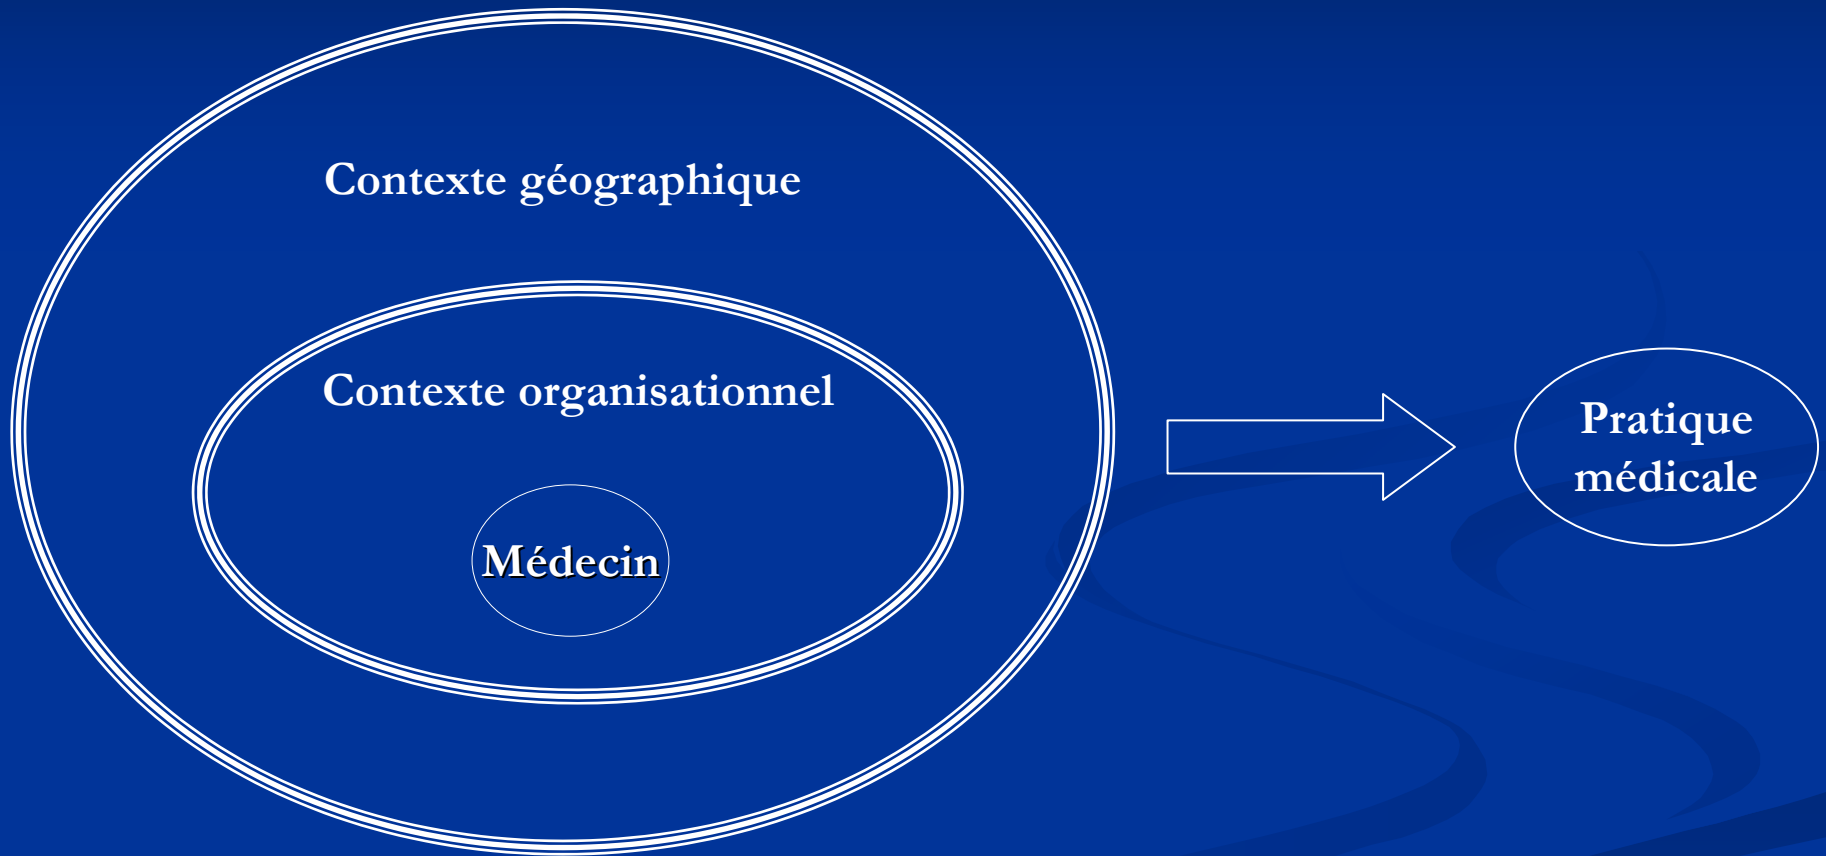 Contexte géographique
Contexte organisationnel
Médecin
Pratique
médicale